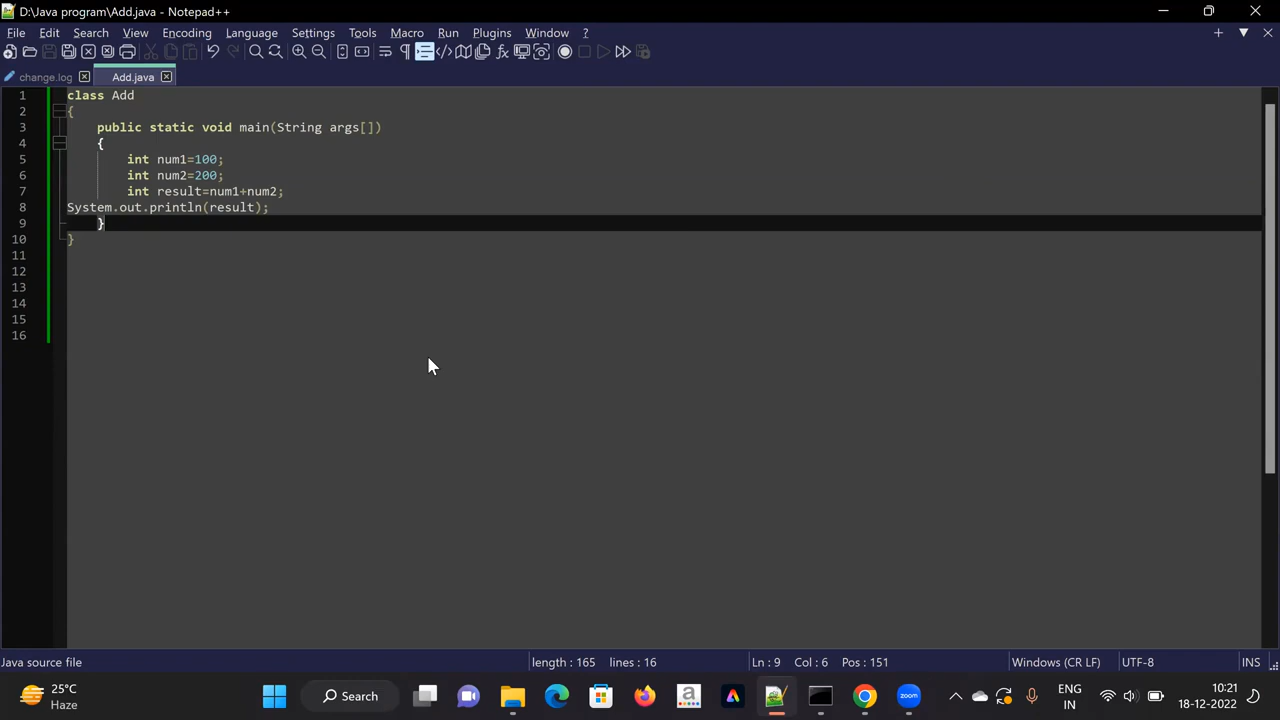 D:\Java program\Add.java - Notepad++
File Edit Search View Encoding Language Settings Tools Macro Run Plugins Window ?
change.log Add.java
1 class Add
2 {
3 public static void main(String args[])
4 {
5 int num1=100;
6 int num2=200;
7 int result=num1+num2;
8 System.out.println(result);
9 }
10 }
11
12
13
14
15
16
Java source file length : 165 lines : 16 Ln : 9 Col : 6 Pos : 151 Windows (CR LF) UTF-8 INS
25°C
Haze
Search
zoom
ENG
IN
10:21
18-12-2022